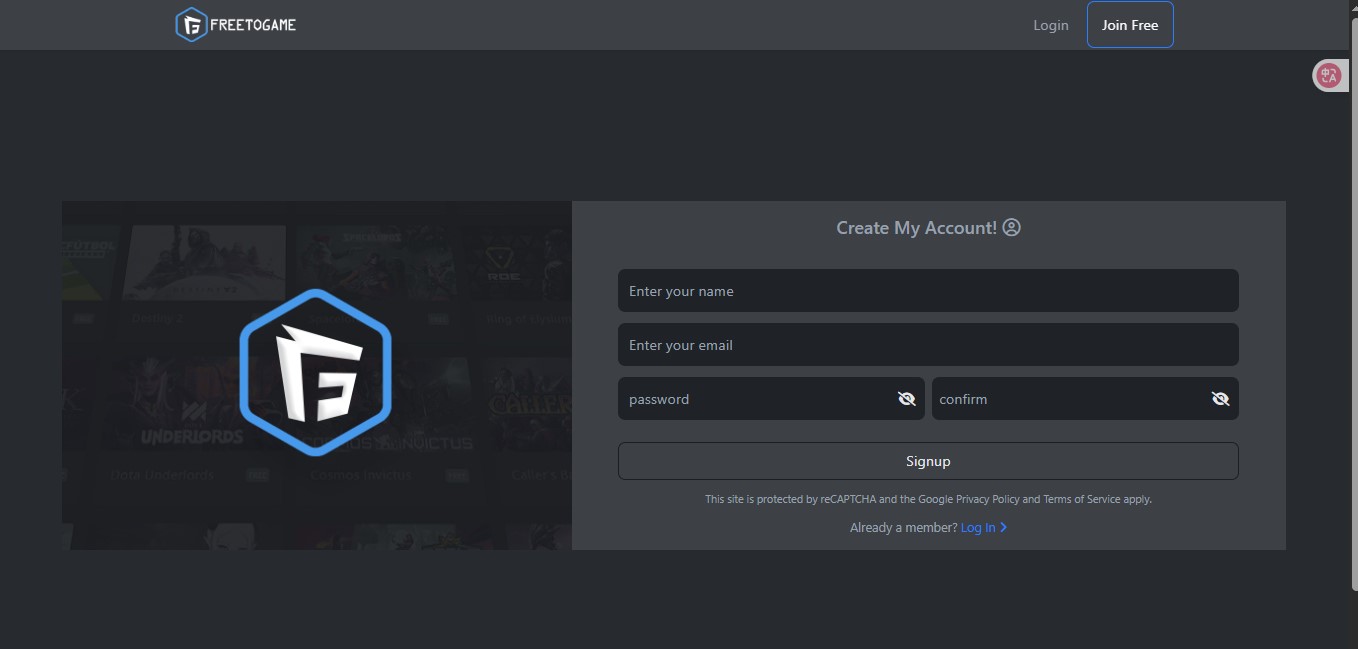 FREETOGAME
Login
Join Free
Create My Account!
Enter your name
Enter your email
password
confirm
Signup
This site is protected by reCAPTCHA and the Google Privacy Policy and Terms of Service apply.
Already a member? Log In
UNDERLORDS
Dota Underlords
Cosmos Invictus